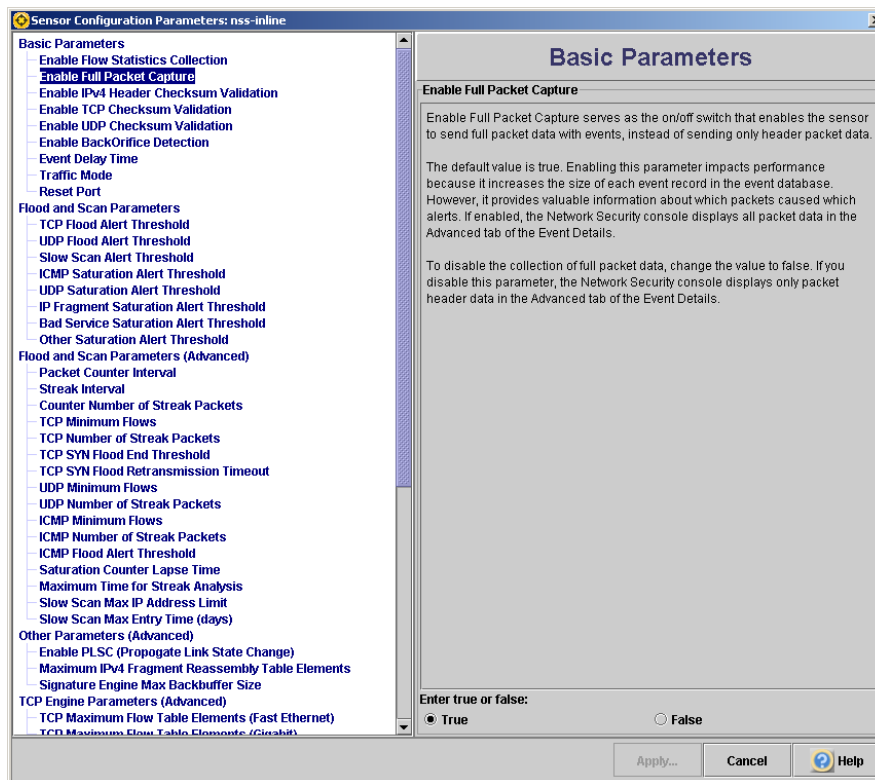 Sensor Configuration Parameters: nss-inline
Basic Parameters
Enable Flow Statistics Collection
Enable Full Packet Capture
Enable IPv4 Header Checksum Validation
Enable TCP Checksum Validation
Enable UDP Checksum Validation
Enable BackOrifice Detection
Event Delay Time
Traffic Mode
Reset Port
Flood and Scan Parameters
TCP Flood Alert Threshold
UDP Flood Alert Threshold
Slow Scan Alert Threshold
ICMP Saturation Alert Threshold
UDP Saturation Alert Threshold
IP Fragment Saturation Alert Threshold
Bad Service Saturation Alert Threshold
Other Saturation Alert Threshold
Flood and Scan Parameters (Advanced)
Packet Counter Interval
Streak Interval
Counter Number of Streak Packets
TCP Minimum Flows
TCP Number of Streak Packets
TCP SYN Flood End Threshold
TCP SYN Flood Retransmission Timeout
UDP Minimum Flows
UDP Number of Streak Packets
ICMP Minimum Flows
ICMP Number of Streak Packets
ICMP Flood Alert Threshold
Saturation Counter Lapse Time
Maximum Time for Streak Analysis
Slow Scan Max IP Address Limit
Slow Scan Max Entry Time (days)
Other Parameters (Advanced)
Enable PLSC (Propogate Link State Change)
Maximum IPv4 Fragment Reassembly Table Elements
Signature Engine Max Backbuffer Size
TCP Engine Parameters (Advanced)
TCP Maximum Flow Table Elements (Fast Ethernet)
TCP Maximum Flow Table Elements (Gigabit)
Basic Parameters
Enable Full Packet Capture
Enable Full Packet Capture serves as the on/off switch that enables the sensor
to send full packet data with events, instead of sending only header packet data.
The default value is true. Enabling this parameter impacts performance
because it increases the size of each event record in the event database.
However, it provides valuable information about which packets caused which
alerts. If enabled, the Network Security console displays all packet data in the
Advanced tab of the Event Details.
To disable the collection of full packet data, change the value to false. If you
disable this parameter, the Network Security console displays only packet
header data in the Advanced tab of the Event Details.
Enter true or false:
True
False
Apply...
Cancel
Help